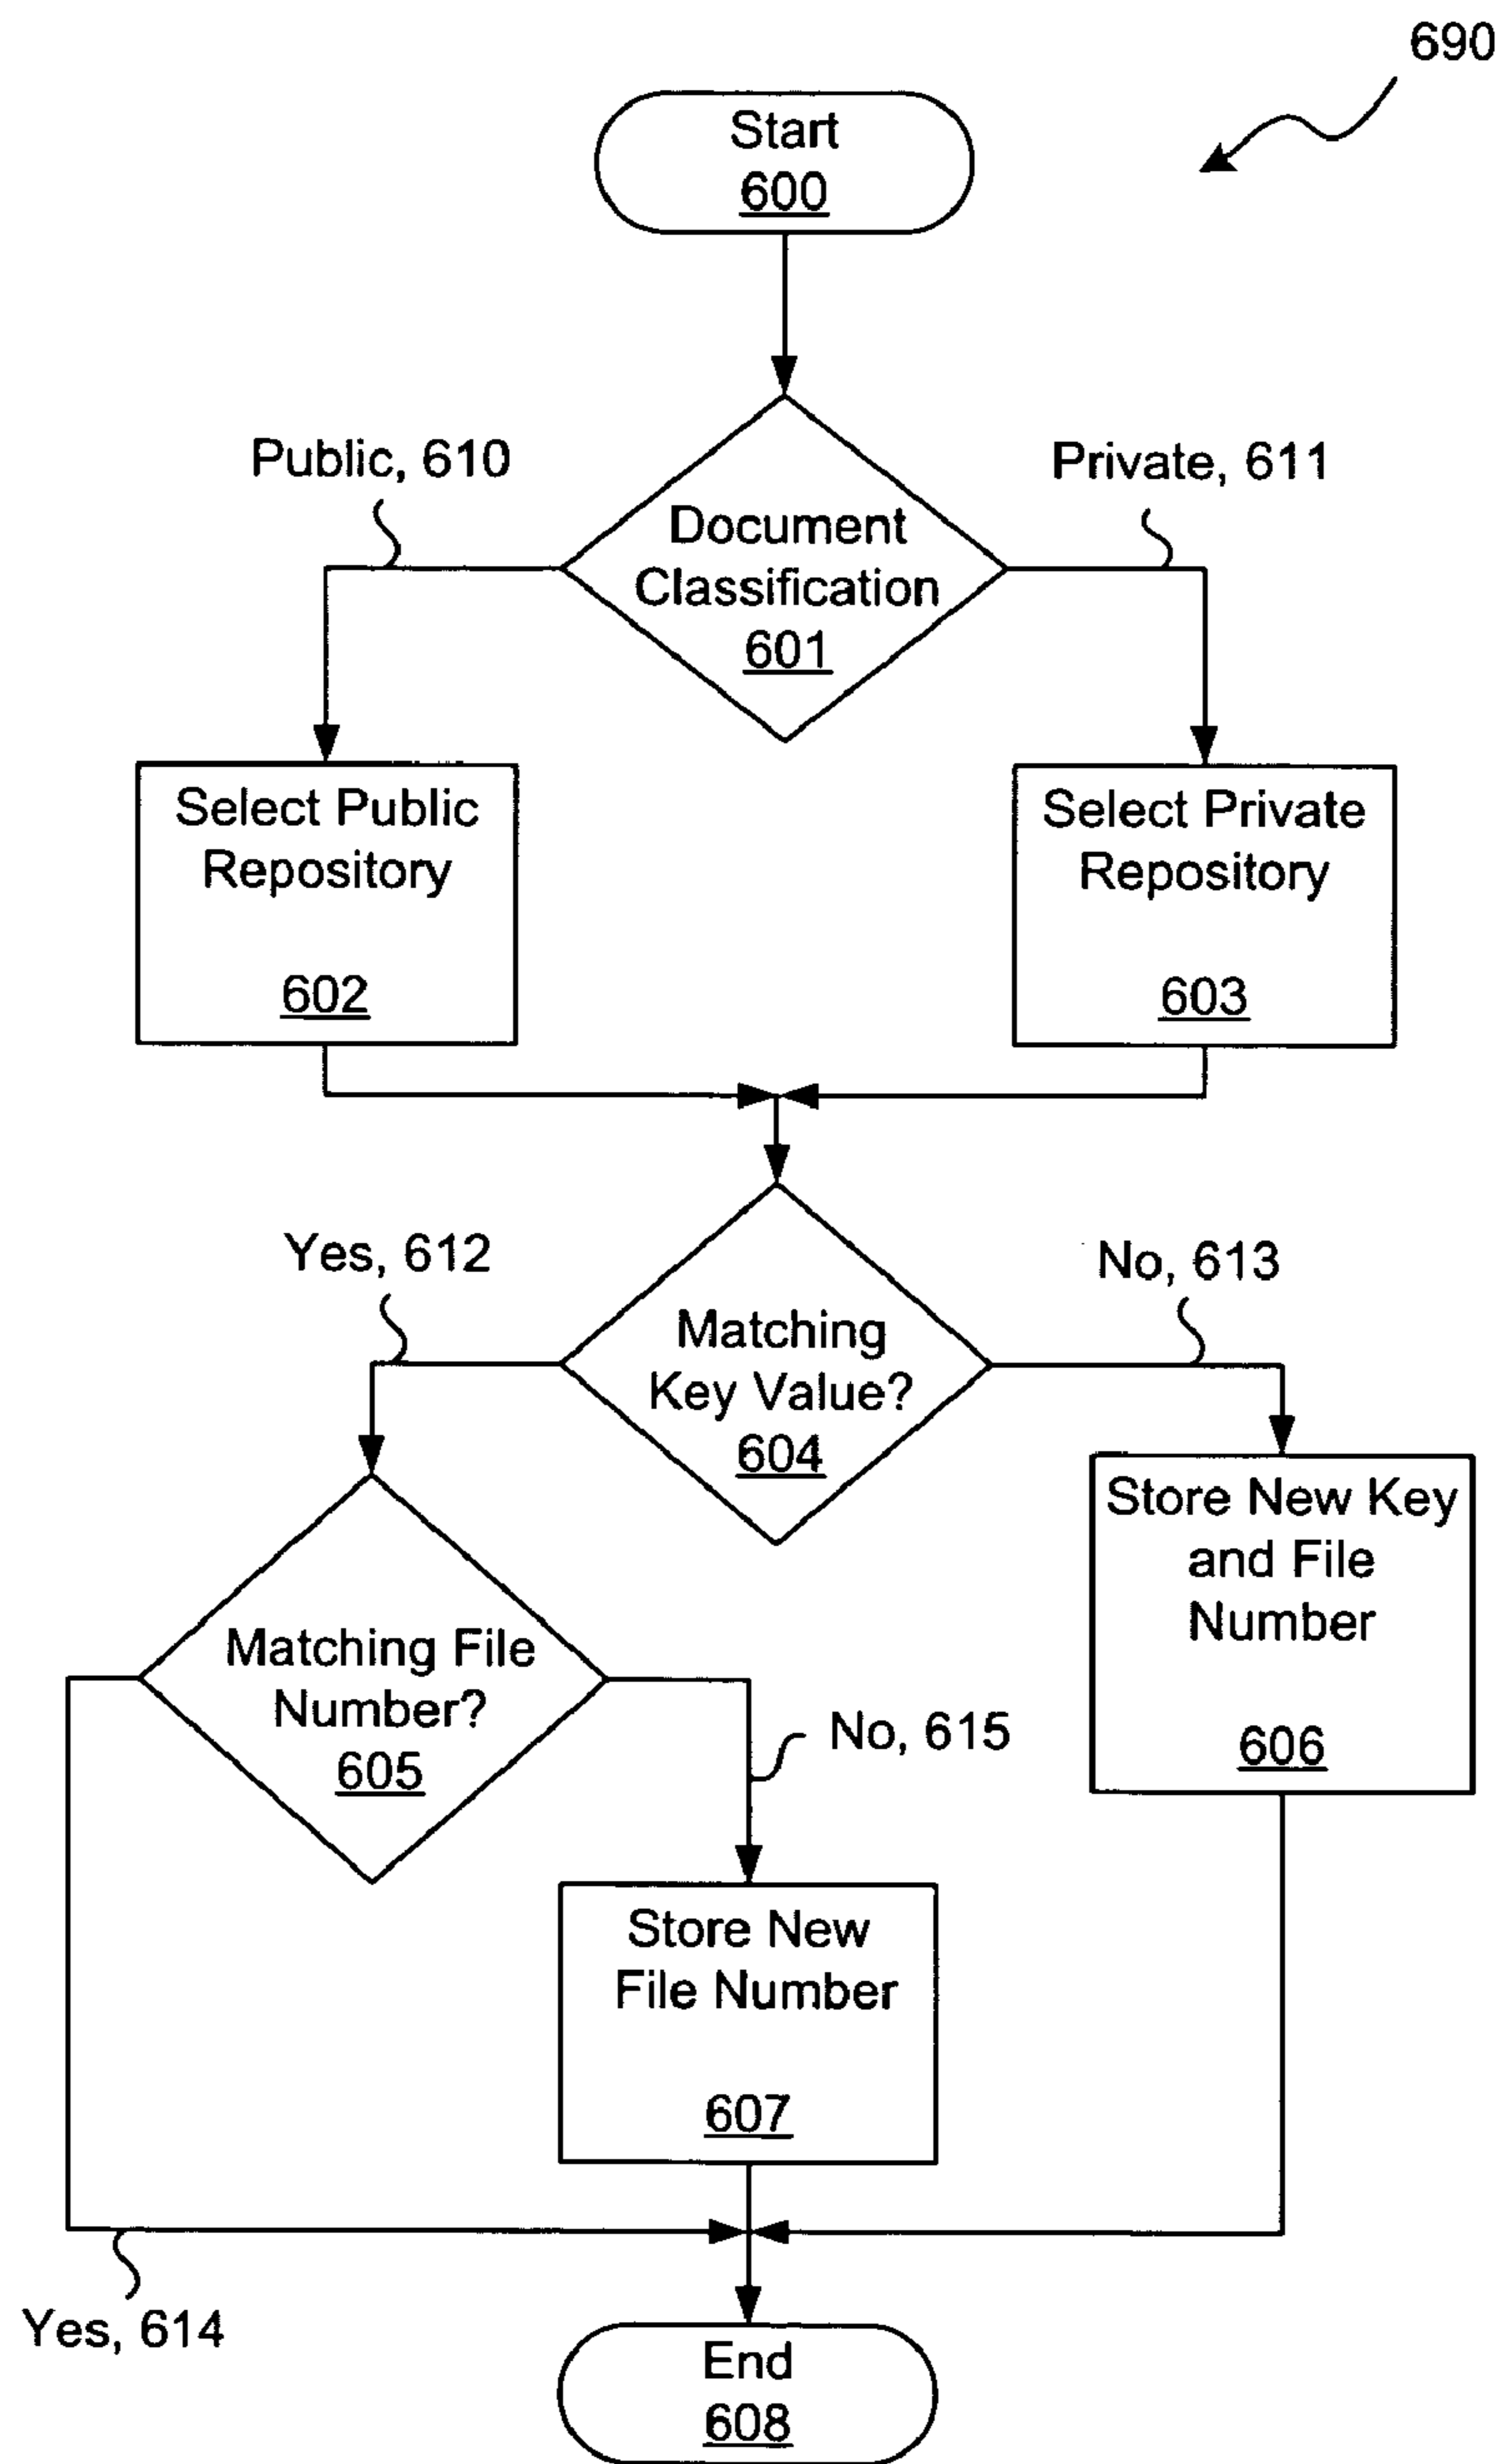 690
Start
600
Public, 610
Private, 611
Document
Classification
601
Select Public
Repository
602
Select Private
Repository
603
Yes, 612
No, 613
Matching
Key Value?
604
Store New Key
and File
Number
606
Matching File
Number?
605
No, 615
Store New
File Number
607
Yes, 614
End
608